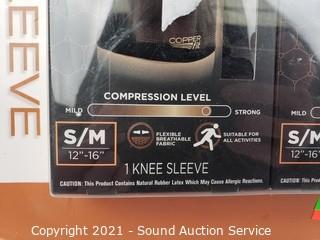 EEVE
COPPER
FIT
COMPRESSION LEVEL
MILD
STRONG
MILD
S/M
12"-16"
FLEXIBLE
BREATHABLE
FABRIC
SUITABLE FOR
ALL ACTIVITIES
S/M
12"-16
1 KNEE SLEEVE
CAUTION: This Product Contains Natural Rubber Latex Which May Cause Allergic Reactions.
CAUTION: This Pr
Copyright 2021 - Sound Auction Service